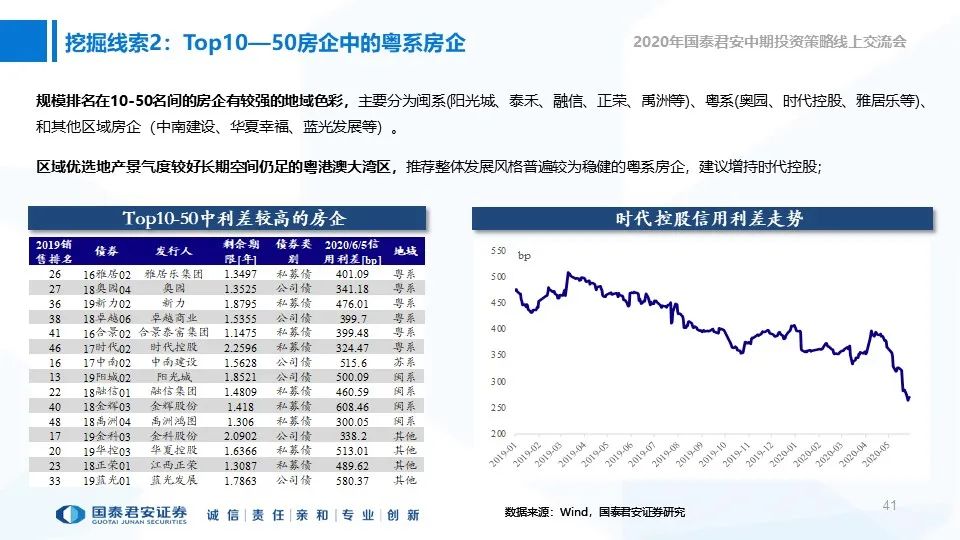 挖掘线索2：Top10—50房企中的粤系房企
2020年国泰君安中期投资策略线上交流会
规模排名在10-50名间的房企有较强的地域色彩，主要分为闽系(阳光城、泰禾、融信、正荣、禹洲等)、粤系(奥园、时代控股、雅居乐等)、
和其他区域房企（中南建设、华夏幸福、蓝光发展等）。
区域优选地产景气度较好长期空间仍足的粤港澳大湾区，推荐整体发展风格普遍较为稳健的粤系房企，建议增持时代控股；
Top10-50中利差较高的房企
2019销售排名 债券 发行人 剩余期限[年] 债券类别 2020/6/5信用利差[bp] 地域
26 16雅居02 雅居乐集团 1.3497 私募债 401.09 粤系
27 18奥园04 奥园 1.3525 公司债 341.18 粤系
36 19新力02 新力 1.8795 私募债 476.01 粤系
38 18卓越06 卓越商业 1.5355 公司债 399.7 粤系
41 16合景02 合景泰富集团 1.1475 私募债 399.48 粤系
46 17时代02 时代控股 2.2596 私募债 324.47 粤系
16 17中南02 中南建设 1.5628 公司债 515.6 苏系
13 19阳城02 阳光城 1.8521 公司债 500.09 闽系
22 18融信01 融信集团 1.4809 私募债 460.59 闽系
40 18金辉03 金辉股份 1.418 私募债 608.46 闽系
48 18禹洲04 禹洲鸿图 1.306 私募债 300.05 闽系
17 19金科03 金科股份 2.0902 公司债 338.2 其他
20 19华控03 华夏控股 1.6366 私募债 513.01 其他
23 18正荣01 江西正荣 1.3087 私募债 489.62 其他
33 19蓝光01 蓝光发展 1.7863 公司债 580.37 其他
时代控股信用利差走势
bp
550
500
450
400
350
300
250
200
2019-01 2019-02 2019-03 2019-04 2019-05 2019-06 2019-07 2019-08 2019-09 2019-10 2019-11 2019-12 2020-01 2020-02 2020-03 2020-04 2020-05
国泰君安证券
GUOTAI JUNAN SECURITIES
诚信|责任|亲和|专业|创新
数据来源：Wind，国泰君安证券研究
41